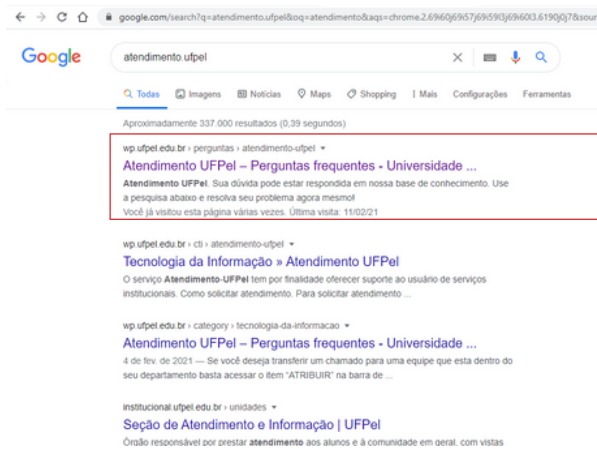 google.com/search?q=atendimento.ufpel&oq=atendimento&aqs=chrome.2.69i60j69i57j69i59l3j69i60l3.6190j0j7&sour
Google
atendimento.ufpel
Todas Imagens Notícias Maps Shopping Mais Configurações Ferramentas
Aproximadamente 337.000 resultados (0,39 segundos)
wp.ufpel.edu.br › perguntas › atendimento-ufpel
Atendimento UFPel – Perguntas frequentes - Universidade ...
Atendimento UFPel. Sua dúvida pode estar respondida em nossa base de conhecimento. Use
a pesquisa abaixo e resolva seu problema agora mesmo!
Você já visitou esta página várias vezes. Última visita: 11/02/21
wp.ufpel.edu.br › cti › atendimento-ufpel
Tecnologia da Informação » Atendimento UFPel
O serviço Atendimento-UFPel tem por finalidade oferecer suporte ao usuário de serviços
institucionais. Como solicitar atendimento. Para solicitar atendimento ...
wp.ufpel.edu.br › category › tecnologia-da-informacao
Atendimento UFPel – Perguntas frequentes - Universidade ...
4 de fev. de 2021 — Se você deseja transferir um chamado para uma equipe que esta dentro do
seu departamento basta acessar o item "ATRIBUIR" na barra de ...
institucional.ufpel.edu.br › unidades
Seção de Atendimento e Informação | UFPel
Órgão responsável por prestar atendimento aos alunos e à comunidade em geral, com vistas